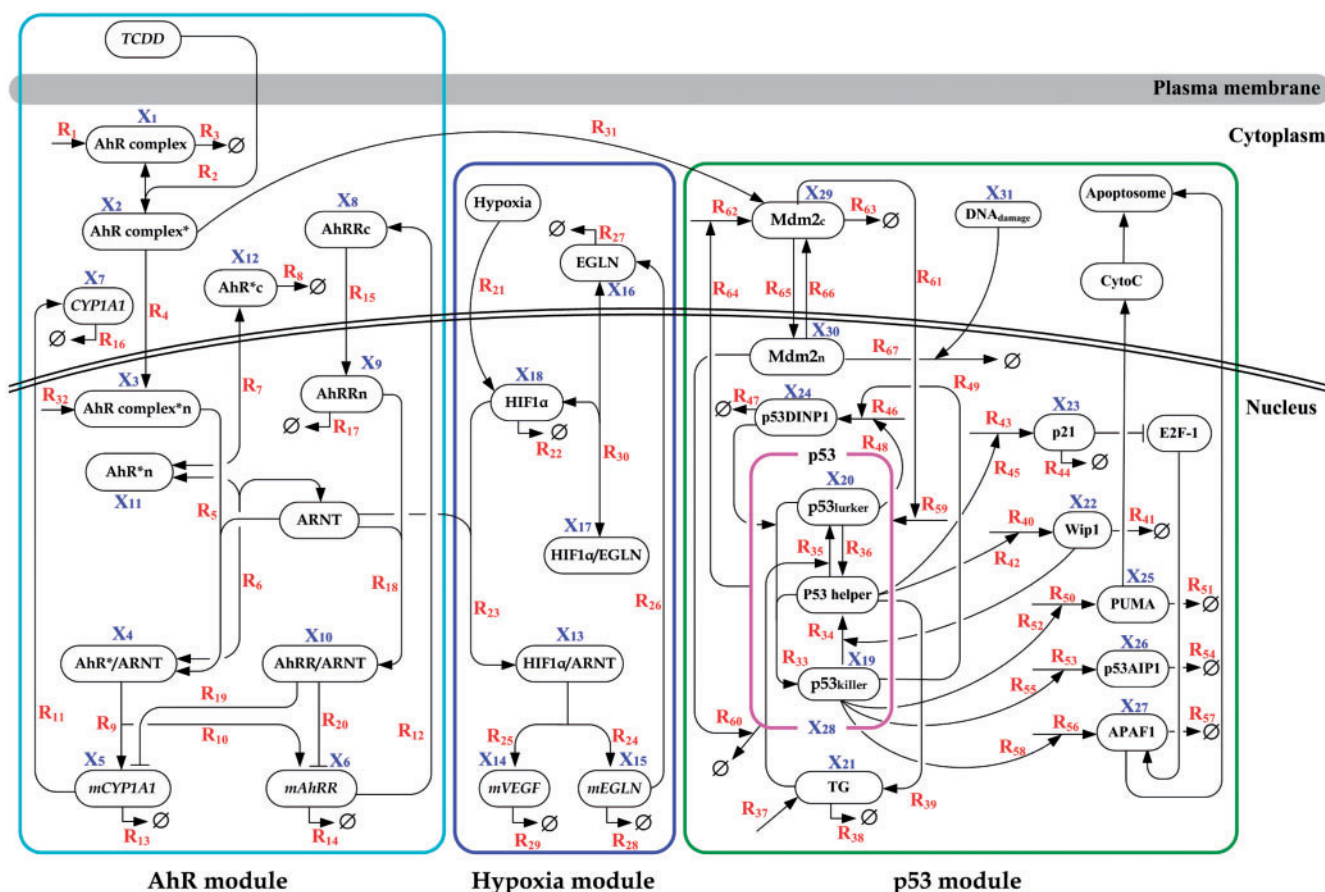 TCDD
Plasma membrane
Cytoplasm
X1
R1
AhR complex
R3
∅
R2
R31
X2
AhR complex*
X8
AhRRc
X7
CYP1A1
R16
∅
X12
AhR*c
R8
∅
R4
R15
R7
X3
R32
AhR complex*n
X9
AhRRn
R17
∅
AhR*n
X11
R5
ARNT
R6
R18
X4
AhR*/ARNT
X10
AhRR/ARNT
R19
R11
R9
R10
R20
R12
X5
mCYP1A1
R13
∅
X6
mAhRR
R14
∅
AhR module
Hypoxia
R21
∅
R27
EGLN
X16
X18
HIF1α
R22
∅
R30
X17
HIF1α/EGLN
R23
R26
X13
HIF1α/ARNT
R25
R24
X14
mVEGF
R29
∅
X15
mEGLN
R28
∅
Hypoxia module
X29
R62
Mdm2c
R63
∅
X31
DNAdamage
Apoptosome
CytoC
R64
R65
R66
R61
X30
Mdm2n
R67
∅
Nucleus
R49
X24
∅
R47
p53DINP1
R46
R48
R43
X23
p21
R44
∅
R45
E2F-1
p53
X20
p53lurker
R59
R35
R36
P53 helper
R34
R33
X19
p53killer
X28
R40
R42
X22
Wip1
R41
∅
R50
R52
X25
PUMA
R51
∅
R53
R55
X26
p53AIP1
R54
∅
R56
R58
X27
APAF1
R57
∅
R60
∅
X21
TG
R37
R38
∅
R39
p53 module